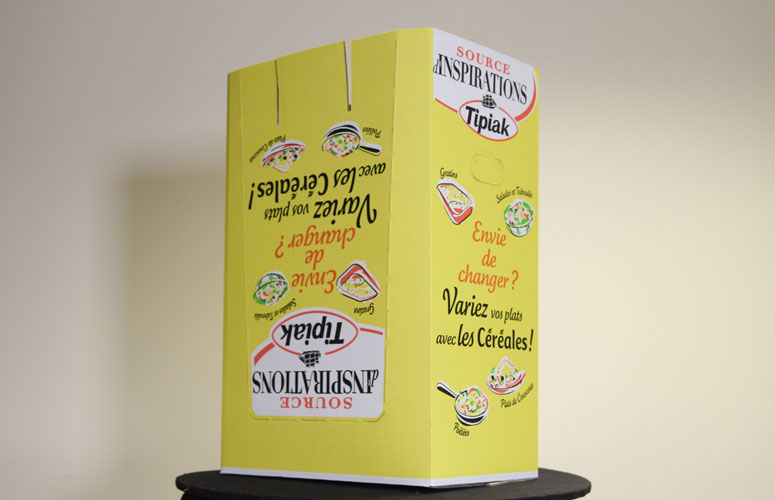 SOURCE
d'INSPIRATIONS
Tipiak
Gratins
Salades et Taboulés
Envie
de
changer ?
Variez vos plats
avec les Céréales !
Plats de Couscous
Poêlées
SOURCE
d'INSPIRATIONS
Tipiak
Gratins
Salades et Taboulés
Envie
de
changer ?
Variez vos plats
avec les Céréales !
Poêlées
Plats de Couscous